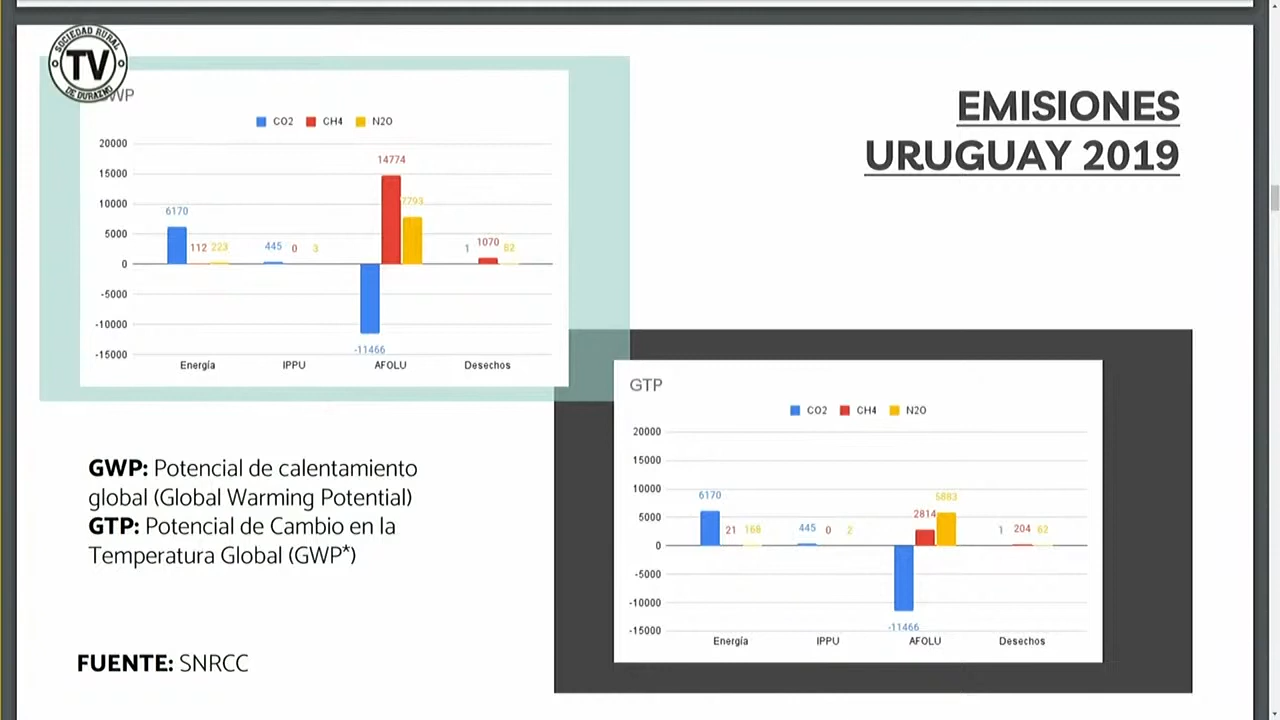 SOCIEDAD RURAL
TV
DE DURAZNO
GWP
CO2 CH4 N2O
20000
15000
10000
5000
0
-5000
-10000
-15000
6170
112
223
445
0
3
14774
7793
-11466
1
1070
82
Energía IPPU AFOLU Desechos
EMISIONES
URUGUAY 2019
GTP
CO2 CH4 N2O
20000
15000
10000
5000
0
-5000
-10000
-15000
6170
21
168
445
0
2
2814
5883
-11466
1
204
62
Energía IPPU AFOLU Desechos
GWP: Potencial de calentamiento
global (Global Warming Potential)
GTP: Potencial de Cambio en la
Temperatura Global (GWP*)
FUENTE: SNRCC